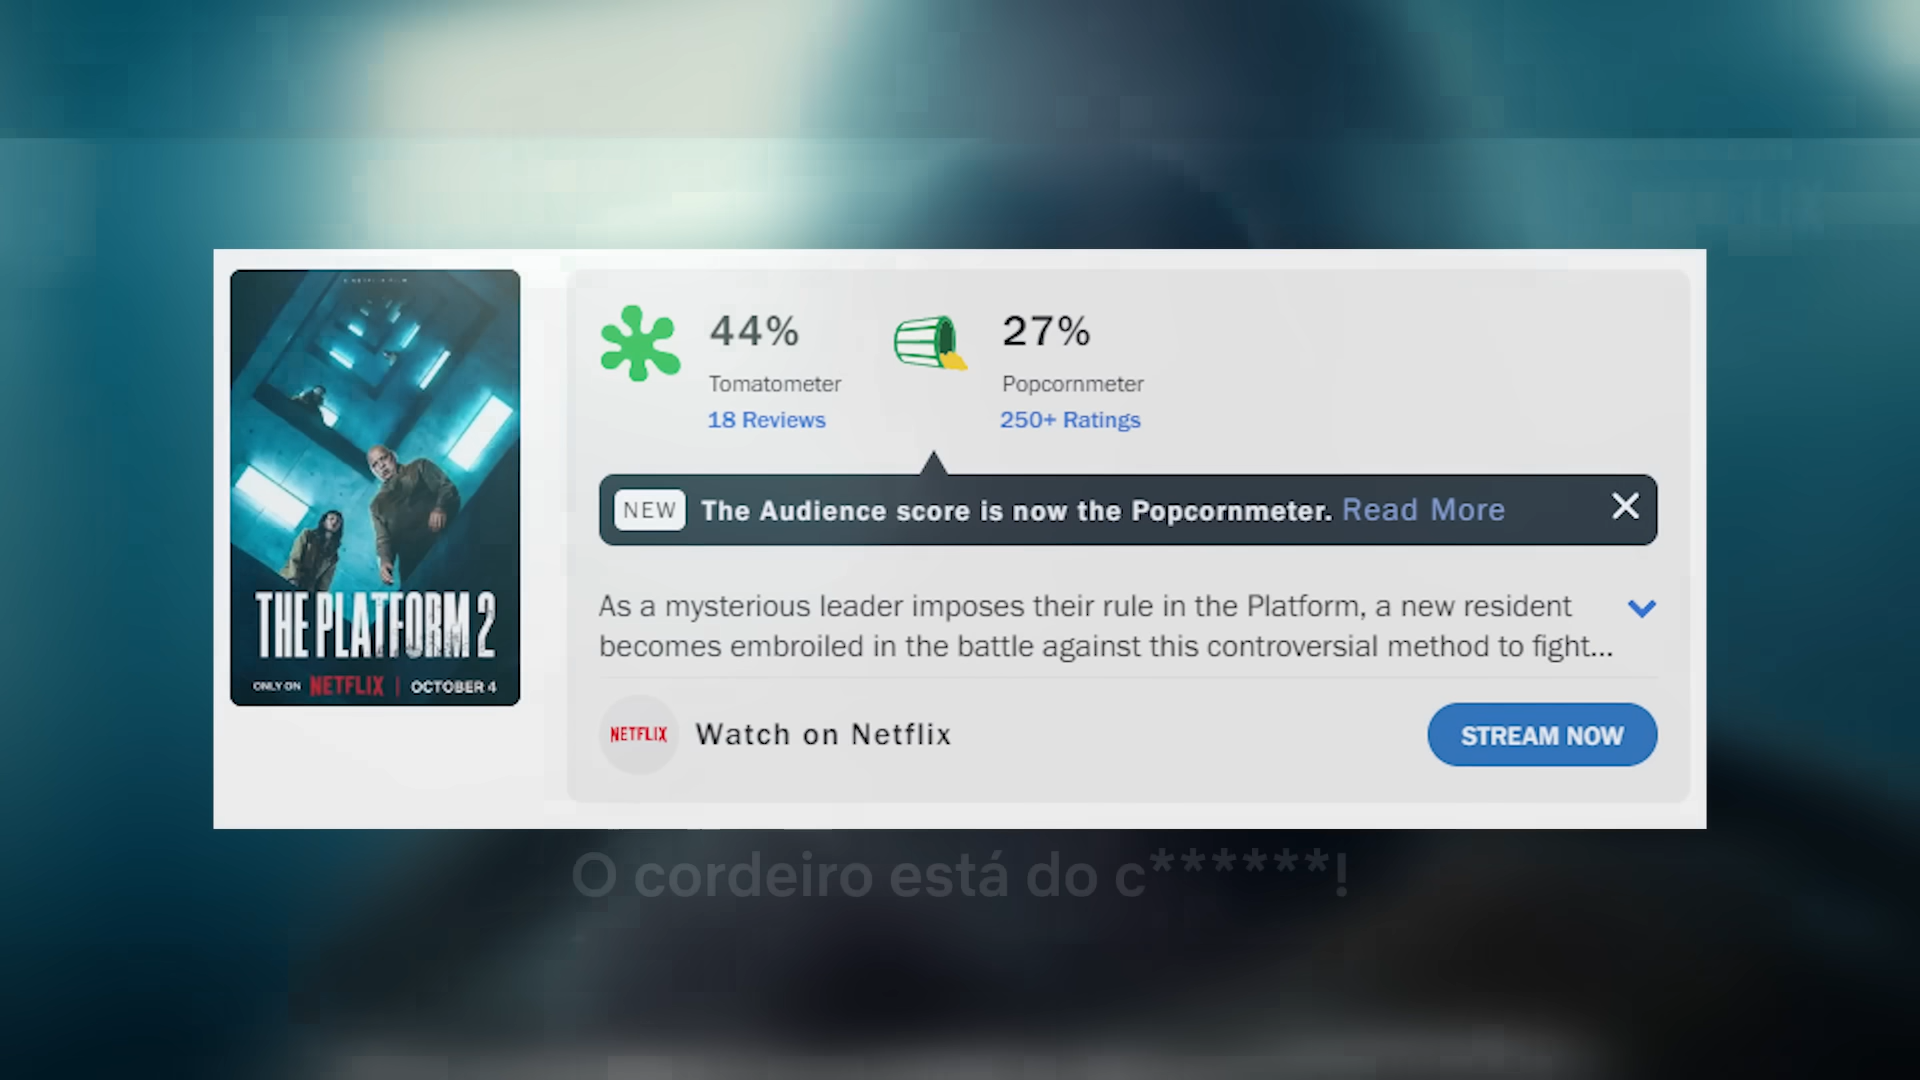 44%
Tomatometer
18 Reviews
27%
Popcornmeter
250+ Ratings
NEW The Audience score is now the Popcornmeter. Read More
As a mysterious leader imposes their rule in the Platform, a new resident
becomes embroiled in the battle against this controversial method to fight...
NETFLIX Watch on Netflix
STREAM NOW
THE PLATFORM 2
ONLY ON NETFLIX | OCTOBER 4
O cordeiro está do c******!